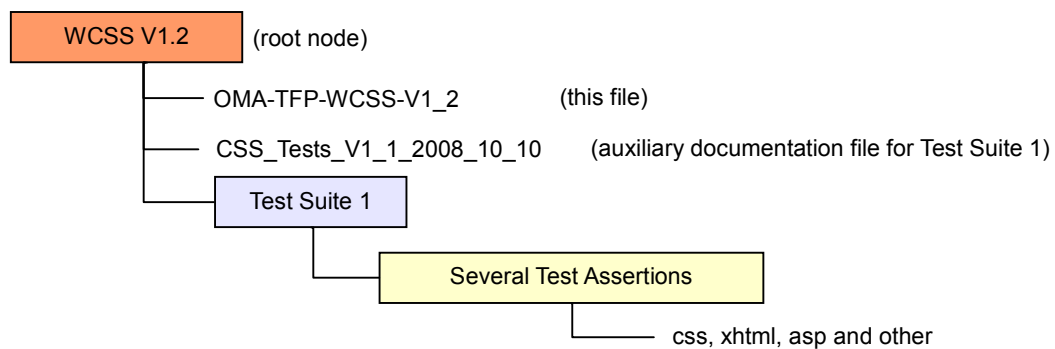 WCSS V1.2 (root node)
OMA-TFP-WCSS-V1_2 (this file)
CSS_Tests_V1_1_2008_10_10 (auxiliary documentation file for Test Suite 1)
Test Suite 1
Several Test Assertions
css, xhtml, asp and other